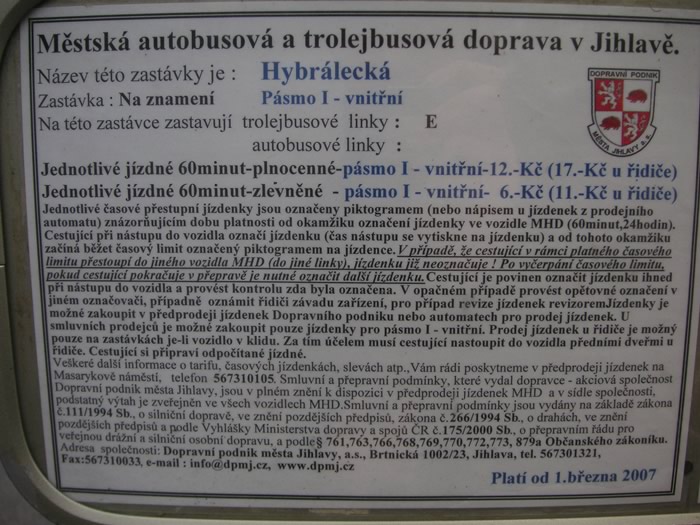 Městská autobusová a trolejbusová doprava v Jihlavě.
Název této zastávky je : Hybrálecká
Zastávka : Na znamení Pásmo I - vnitřní
DOPRAVNÍ PODNIK
MĚSTA JIHLAVY A.S.
Na této zastávce zastavují trolejbusové linky : E
autobusové linky :
Jednotlivé jízdné 60minut-plnocenné-pásmo I - vnitřní-12.-Kč (17.-Kč u řidiče)
Jednotlivé jízdné 60minut-zlevněné - pásmo I - vnitřní- 6.-Kč (11.-Kč u řidiče)
Jednotlivé časové přestupní jízdenky jsou označeny piktogramem (nebo nápisem u jízdenek z prodejního
automatu) znázorňujícím dobu platnosti od okamžiku označení jízdenky ve vozidle MHD (60minut,24hodin).
Cestující při nástupu do vozidla označí jízdenku (čas nástupu se vytiskne na jízdenku) a od tohoto okamžiku
začíná běžet časový limit označený piktogramem na jízdence. V případě, že cestující v rámci platného časového
limitu přestoupí do jiného vozidla MHD (do jiné linky), jízdenku již neoznačuje ! Po vyčerpání časového limitu,
pokud cestující pokračuje v přepravě je nutné označit další jízdenku. Cestující je povinen označit jízdenku ihned
při nástupu do vozidla a provést kontrolu zda byla označena. V opačném případě provést opětovné označení v
jiném označovači, případně oznámit řidiči závadu zařízení, pro případ revize jízdenek revizoremJízdenky je
možné zakoupit v předprodeji jízdenek Dopravního podniku nebo automatech pro prodej jízdenek. U
smluvních prodejců je možné zakoupit pouze jízdenky pro pásmo I - vnitřní. Prodej jízdenek u řidiče je možný
pouze na zastávkách je-li vozidlo v klidu. Za tím účelem musí cestující nastoupit do vozidla předními dveřmi u
řidiče. Cestující si připraví odpočítané jízdné.
Veškeré další informace o tarifu, časových jízdenkách, slevách atp.,Vám rádi poskytneme v předprodeji jízdenek na
Masarykově náměstí, telefon 567310105. Smluvní a přepravní podmínky, které vydal dopravce - akciová společnost
Dopravní podnik města Jihlavy, jsou v plném znění k dispozici v předprodeji jízdenek MHD a v sídle společnosti,
podstatný výtah je zveřejněn ve všech vozidlech MHD.Smluvní a přepravní podmínky jsou vydány na základě zákona
č.111/1994 Sb., o silniční dopravě, ve znění pozdějších předpisů, zákona č.266/1994 Sb., o drahách, ve znění
pozdějších předpisů a podle Vyhlášky Ministerstva dopravy a spojů ČR č.175/2000 Sb., o přepravním řádu pro
veřejnou drážní a silniční osobní dopravu, a podle§ 761,763,766,768,769,770,772,773, 879a Občanského zákoníku.
Adresa společnosti: Dopravní podnik města Jihlavy, a.s., Brtnická 1002/23, Jihlava, tel. 567301321,
Fax:567310033, e-mail : info@dpmj.cz, www.dpmj.cz
Platí od 1.března 2007